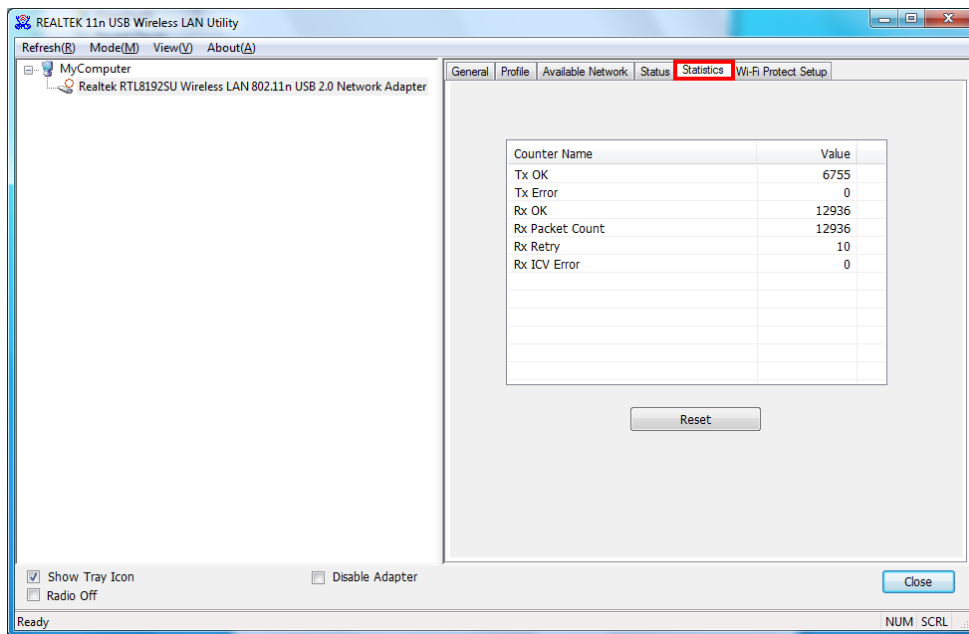 REALTEK 11n USB Wireless LAN Utility
Refresh(R) Mode(M) View(V) About(A)
MyComputer
Realtek RTL8192SU Wireless LAN 802.11n USB 2.0 Network Adapter
General Profile Available Network Status Statistics Wi-Fi Protect Setup
Counter Name Value
Tx OK 6755
Tx Error 0
Rx OK 12936
Rx Packet Count 12936
Rx Retry 10
Rx ICV Error 0
Reset
Show Tray Icon Disable Adapter
Radio Off
Close
Ready NUM SCRL